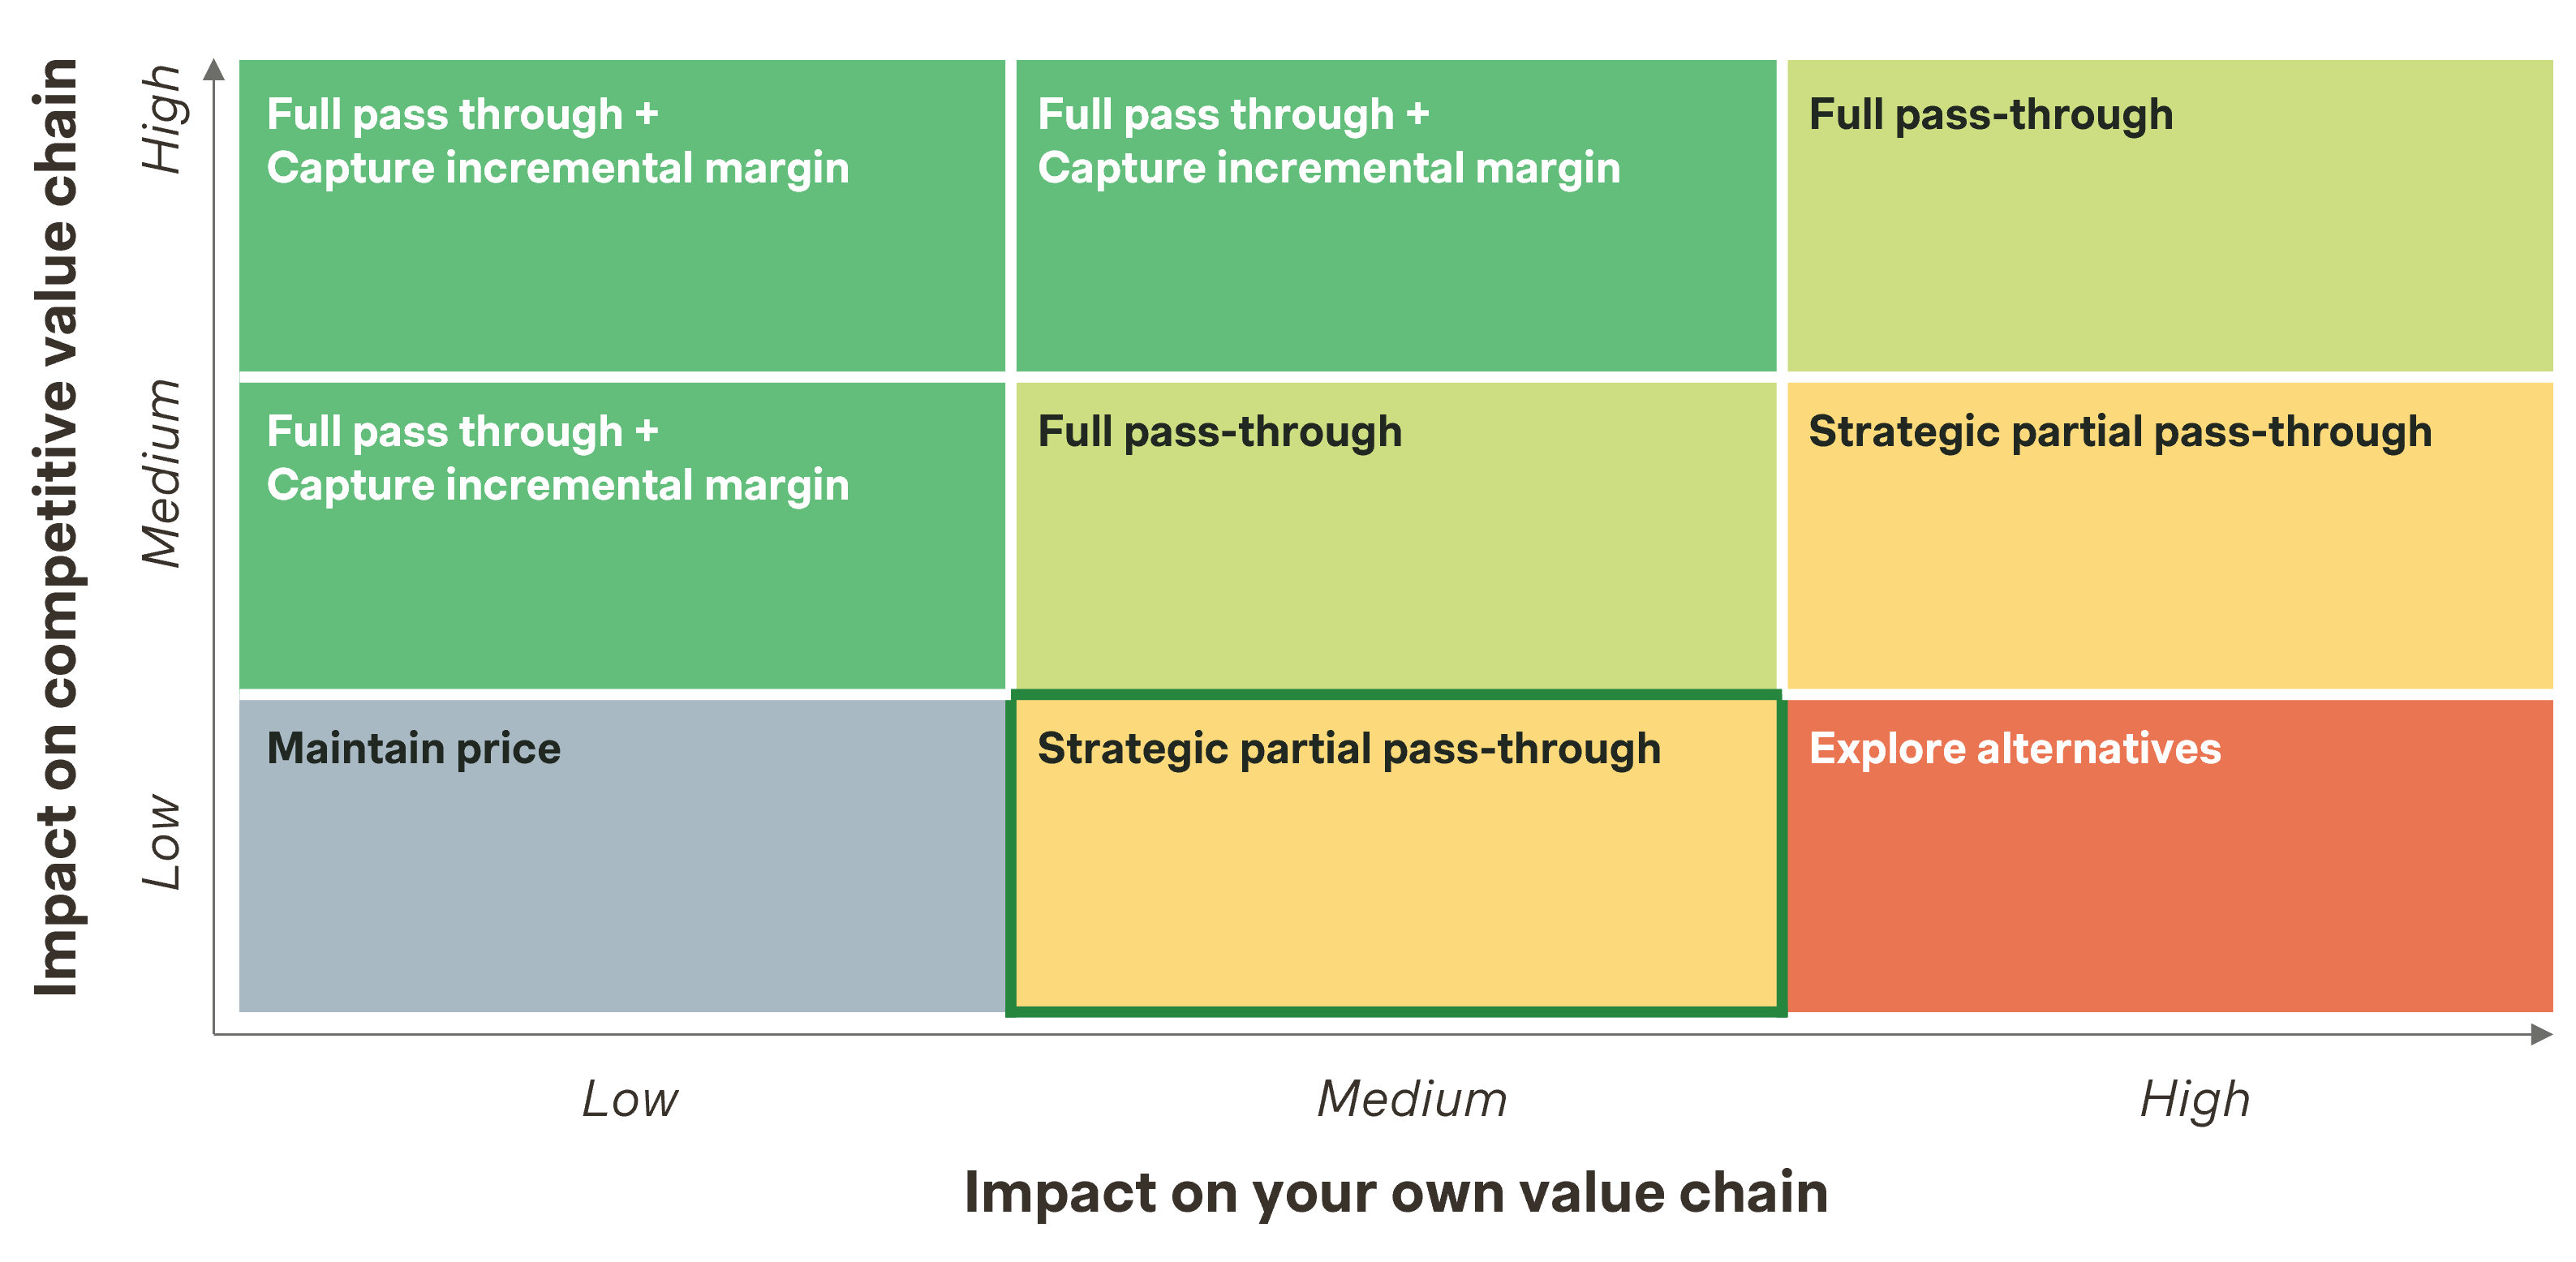 Impact on competitive value chain
High
Medium
Low
Full pass through +
Capture incremental margin
Full pass through +
Capture incremental margin
Full pass-through
Full pass through +
Capture incremental margin
Full pass-through
Strategic partial pass-through
Maintain price
Strategic partial pass-through
Explore alternatives
Low
Medium
High
Impact on your own value chain